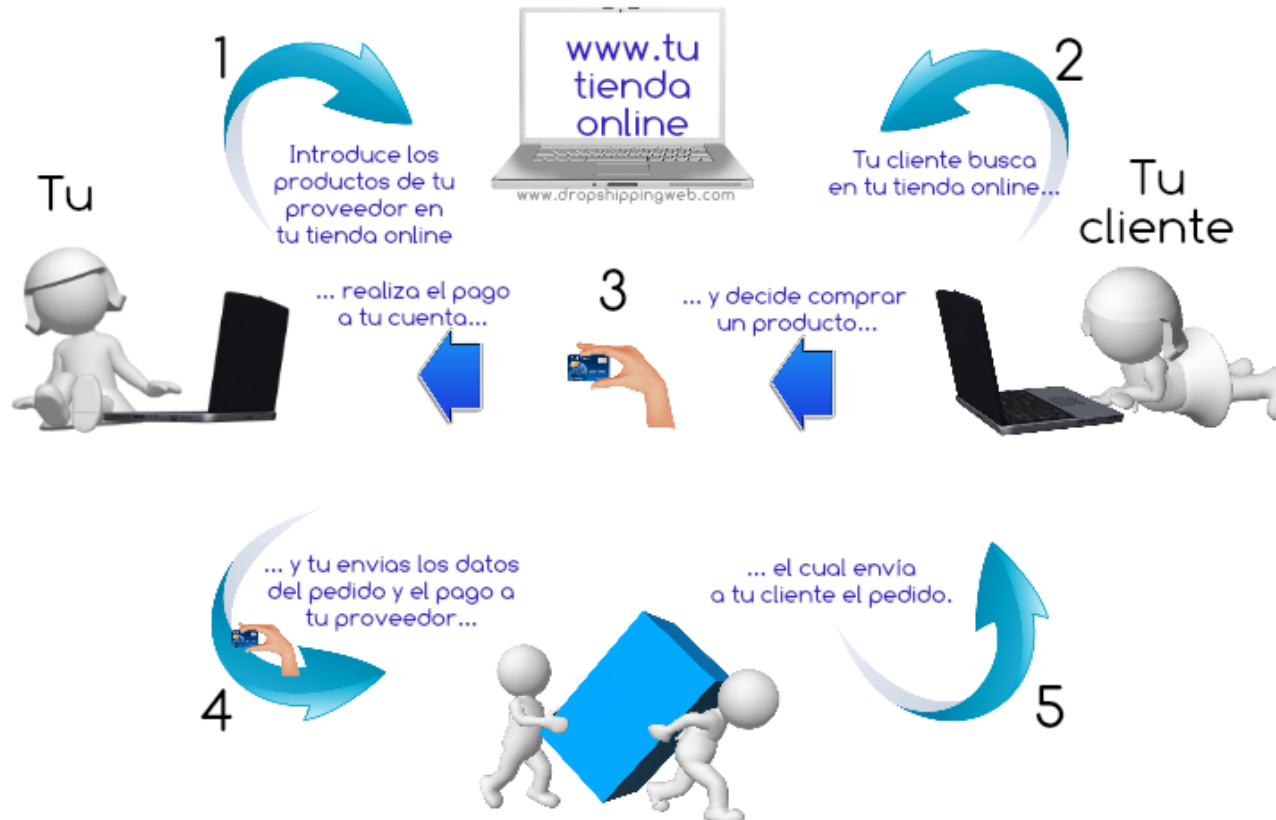 1
www.tu
tienda
online
www.dropshippingweb.com
2
Introduce los
productos de tu
proveedor en
tu tienda online
Tu cliente busca
en tu tienda online...
Tu
Tu
cliente
... realiza el pago
a tu cuenta...
3
... y decide comprar
un producto...
... y tu envias los datos
del pedido y el pago a
tu proveedor...
4
... el cual envía
a tu cliente el pedido.
5